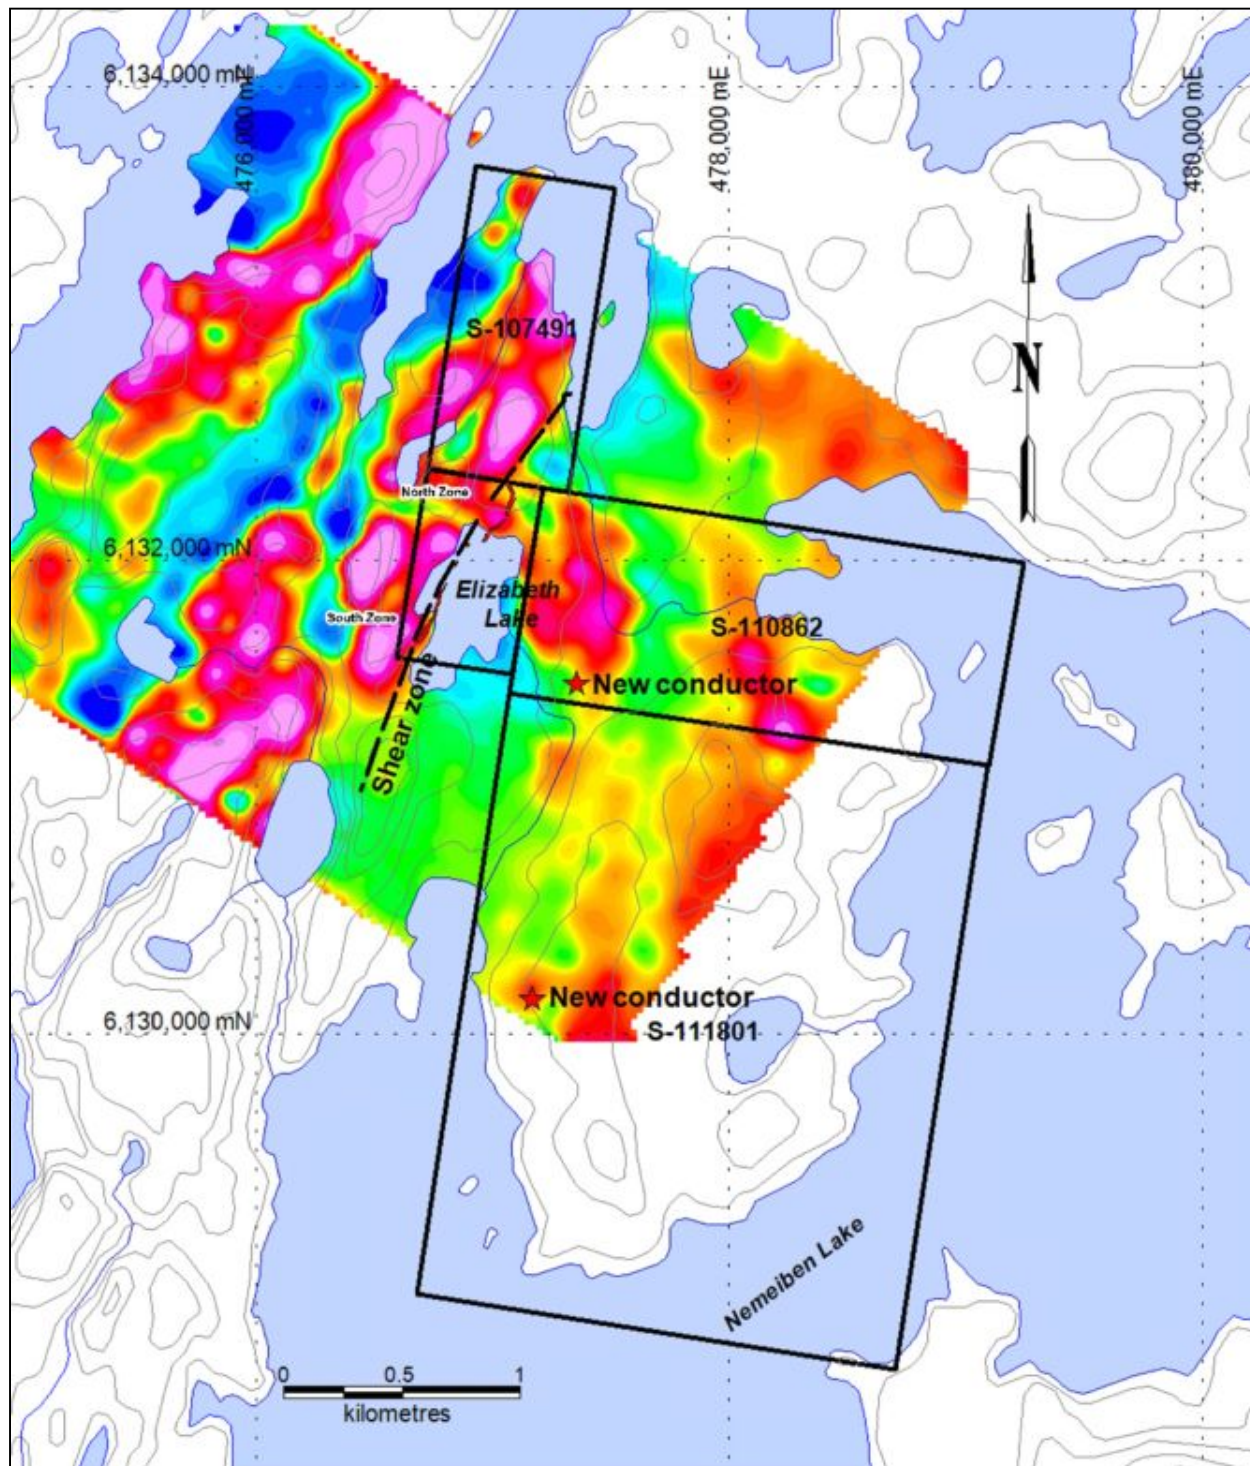 6,134,000 mN
476,000 mE
478,000 mE
480,000 mE
S-107491
N
North Zone
6,132,000 mN
Elizabeth
Lake
South Zone
S-110862
New conductor
Shear zone
New conductor
6,130,000 mN
S-111801
Nemeiben Lake
0 0.5 1
kilometres